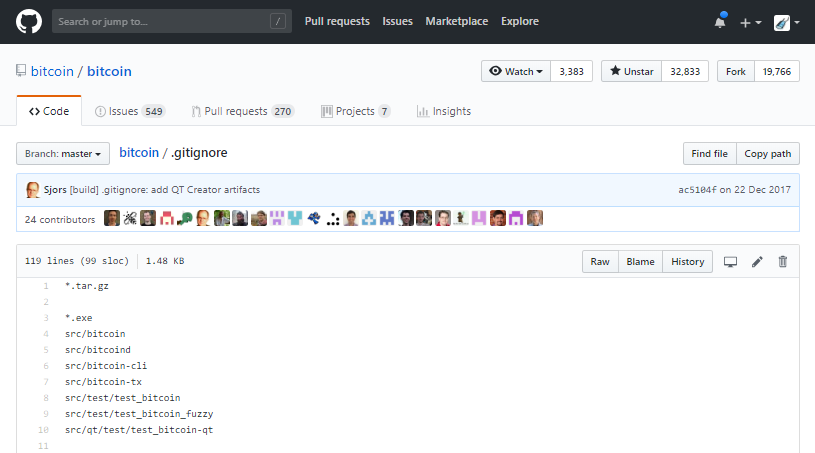 Search or jump to... / Pull requests Issues Marketplace Explore
bitcoin / bitcoin Watch 3,383 Unstar 32,833 Fork 19,766
Code Issues 549 Pull requests 270 Projects 7 Insights
Branch: master bitcoin / .gitignore Find file Copy path
Sjors [build] .gitignore: add QT Creator artifacts ac5104f on 22 Dec 2017
24 contributors
119 lines (99 sloc) 1.48 KB Raw Blame History
1 *.tar.gz
2
3 *.exe
4 src/bitcoin
5 src/bitcoind
6 src/bitcoin-cli
7 src/bitcoin-tx
8 src/test/test_bitcoin
9 src/test/test_bitcoin_fuzzy
10 src/qt/test/test_bitcoin-qt
11